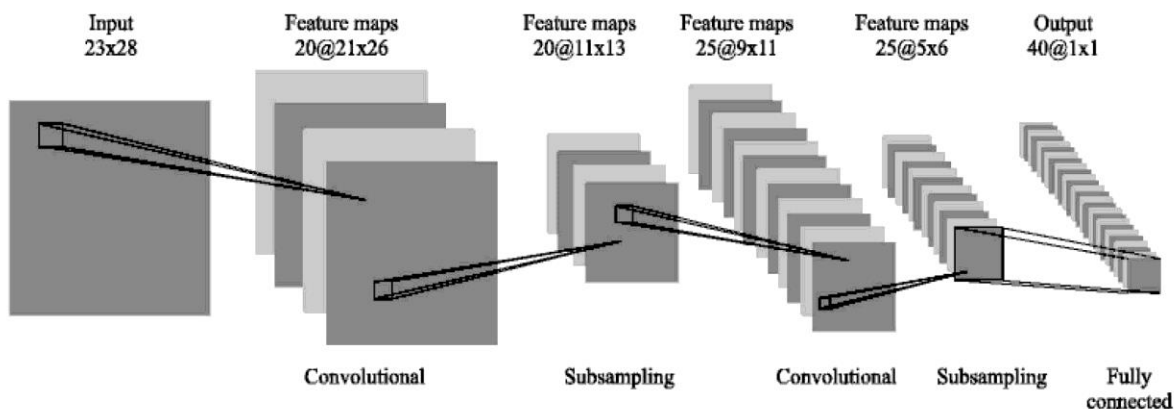 Input
23x28
Feature maps
20@21x26
Feature maps
20@11x13
Feature maps
25@9x11
Feature maps
25@5x6
Output
40@1x1
Convolutional
Subsampling
Convolutional
Subsampling
Fully
connected